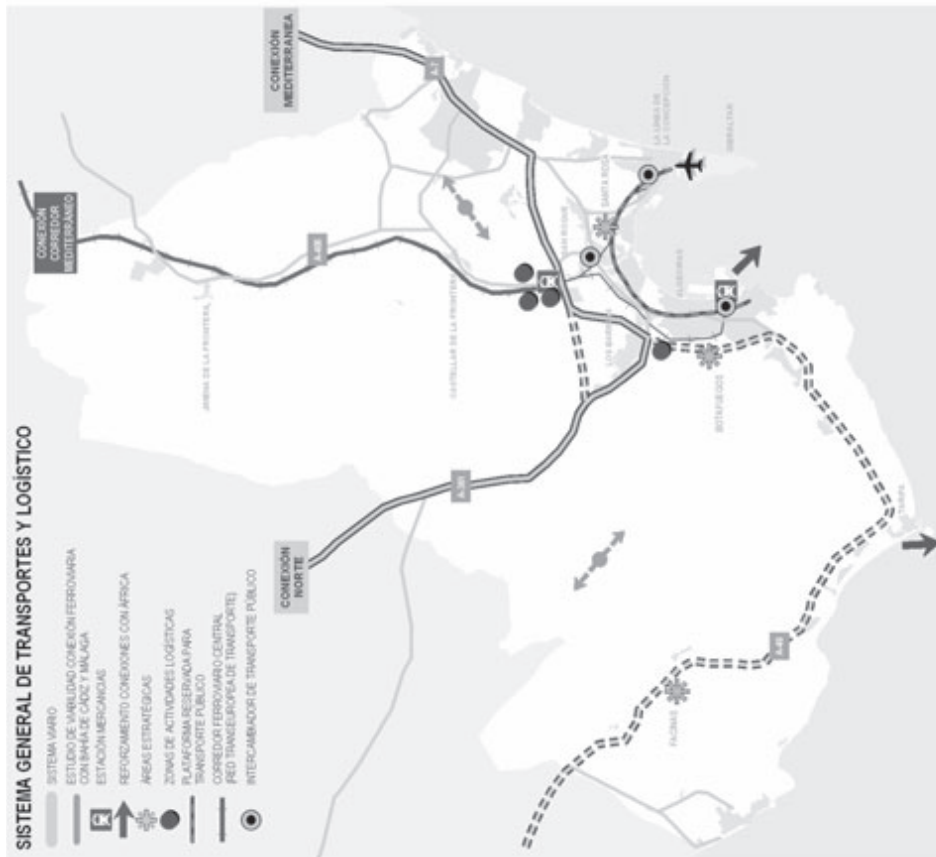 SISTEMA GENERAL DE TRANSPORTES Y LOGÍSTICO
SISTEMA VIARIO
ESTUDIO DE VIABILIDAD CONEXIÓN FERROVIARIA
CON BAHÍA DE CÁDIZ Y MÁLAGA
ESTACIÓN MERCANCIAS
REFORZAMIENTO CONEXIONES CON ÁFRICA
ÁREAS ESTRATÉGICAS
ZONAS DE ACTIVIDADES LOGÍSTICAS
PLATAFORMA RESERVADA PARA
TRANSPORTE PÚBLICO
CORREDOR FERROVIARIO CENTRAL
(RED TRANSEUROPEA DE TRANSPORTE)
INTERCAMBIADOR DE TRANSPORTE PÚBLICO
CONEXIÓN
CORREDOR
MEDITERRÁNEO
CONEXIÓN
MEDITERRÁNEA
CONEXIÓN
NORTE
A-7
JIMENA DE LA FRONTERA
CASTELLAR DE LA FRONTERA
SAN ROQUE
SANTA ROSA
LA LÍNEA DE
LA CONCEPCIÓN
GIBRALTAR
LOS BARRIOS
ALGECIRAS
BOTAFUEGOS
TARIFA
FACINAS